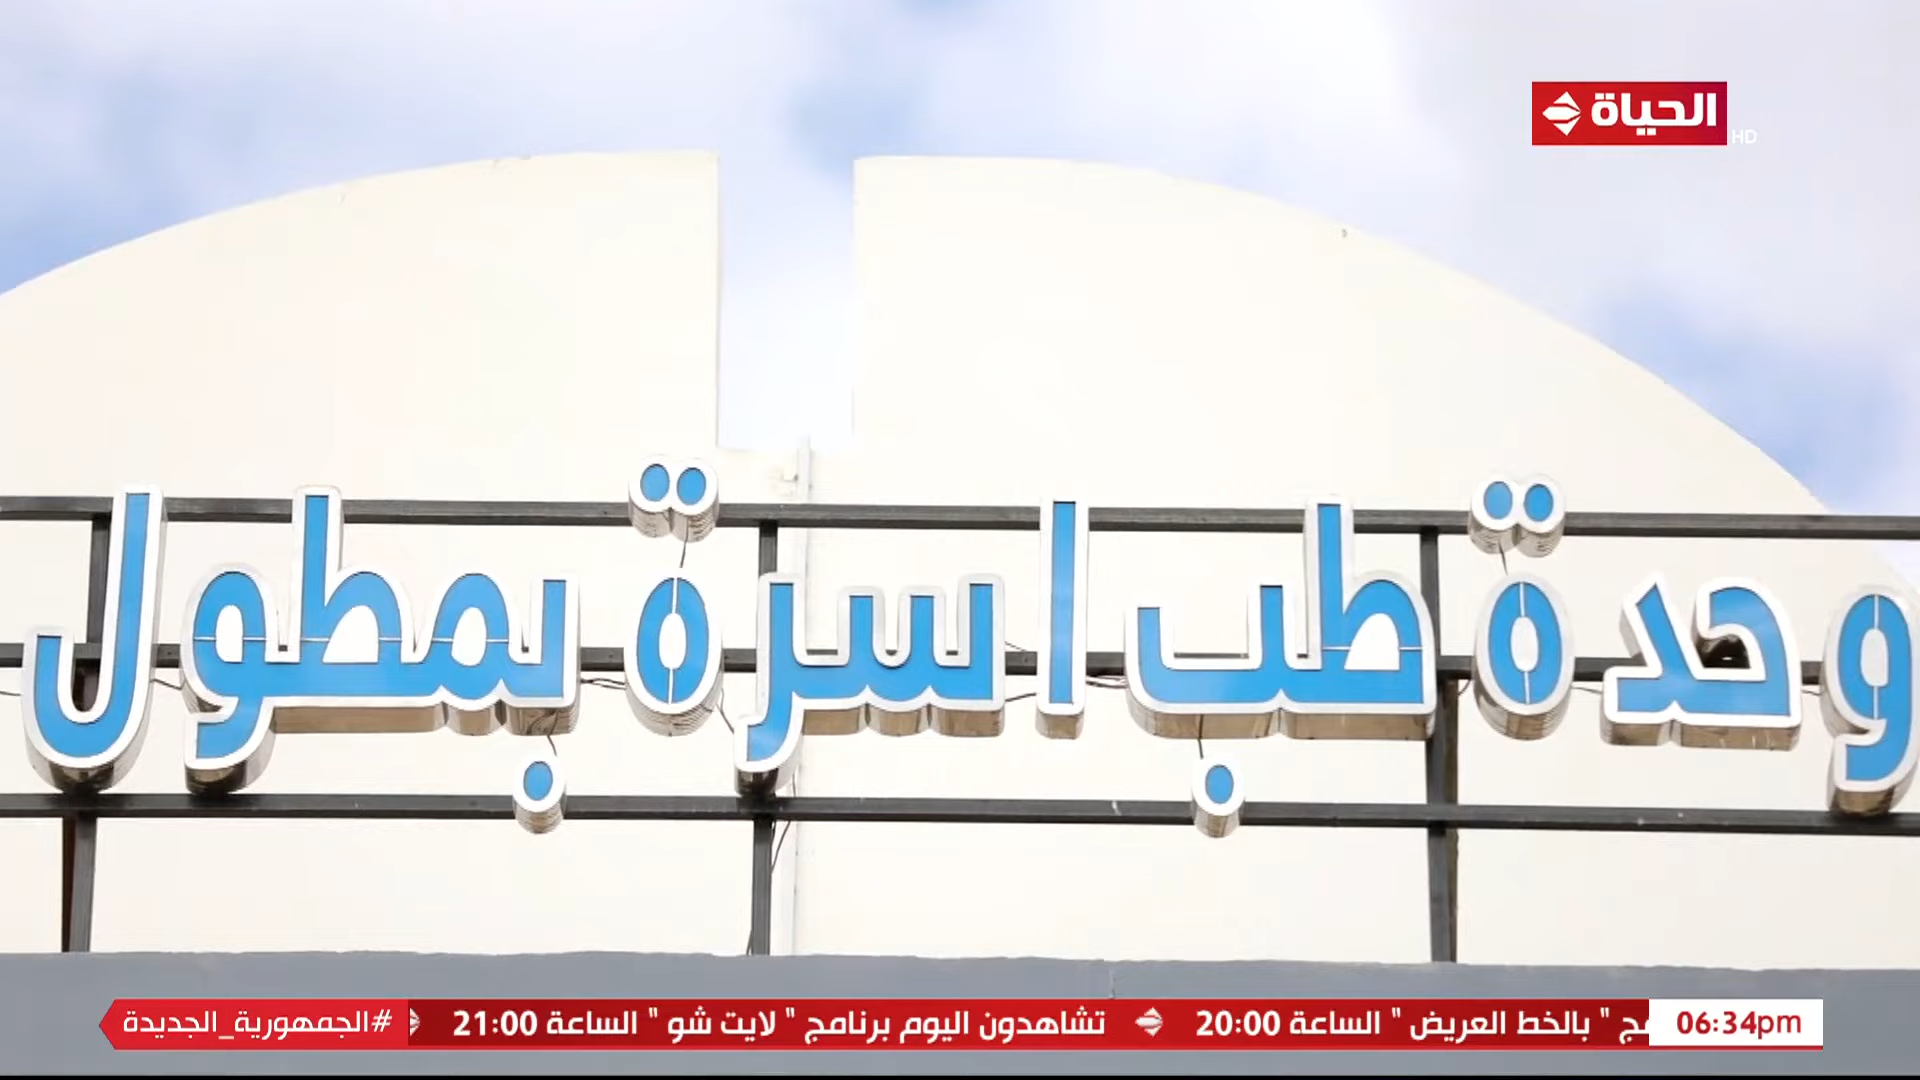 الحياة
HD
وحدة طب اسرة بمطول
06:34pm
مج " بالخط العريض " الساعة 20:00 تشاهدون اليوم برنامج " لايت شو " الساعة 21:00
#الجمهورية_الجديدة